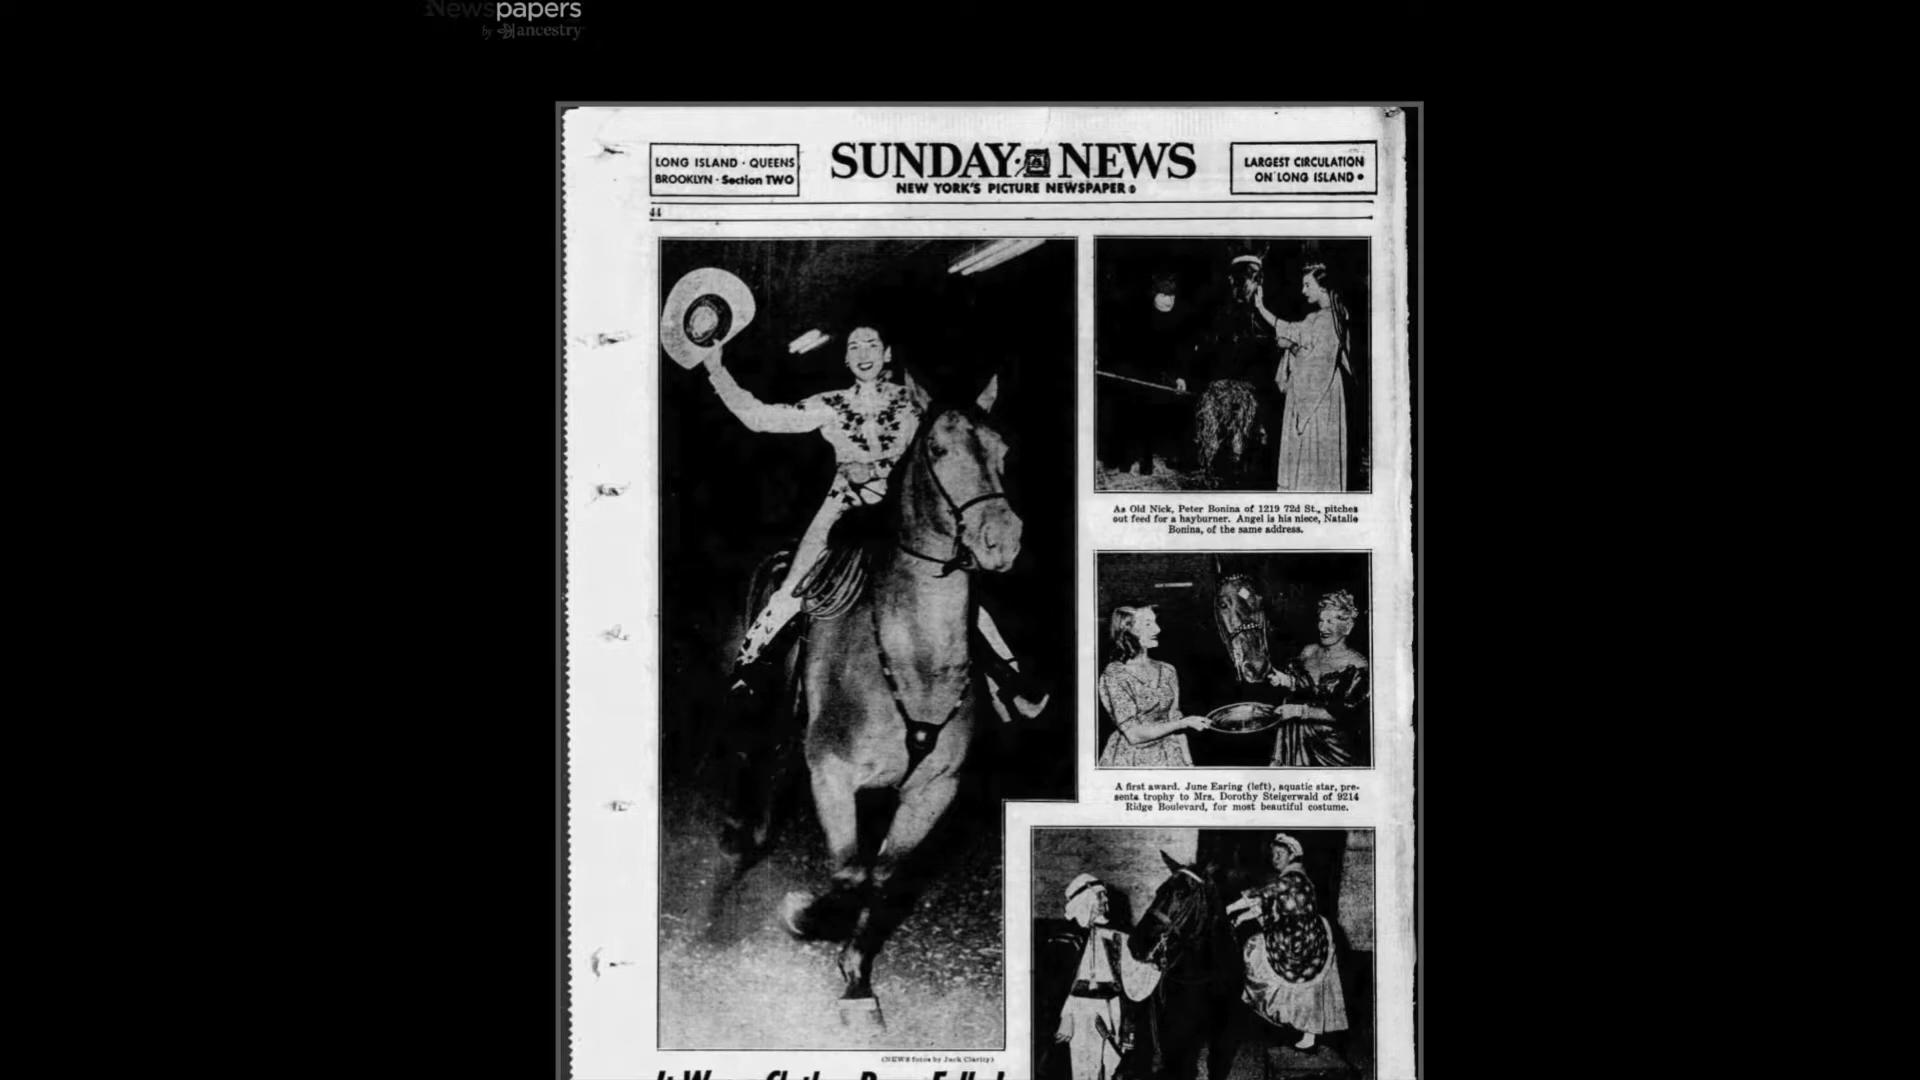 Newspapers
by ancestry
LONG ISLAND · QUEENS
BROOKLYN · Section TWO
SUNDAY NEWS
NEW YORK'S PICTURE NEWSPAPER ®
LARGEST CIRCULATION
ON LONG ISLAND
44
As Old Nick, Peter Bonina of 1219 72d St., pitches
out feed for a hayburner. Angel is his niece, Natalie
Bonina, of the same address.
A first award. June Earing (left), aquatic star, pre-
sents trophy to Mrs. Dorothy Steigerwald of 9214
Ridge Boulevard, for most beautiful costume.
(NEWS fotos by Jack Clarity)
It Was a